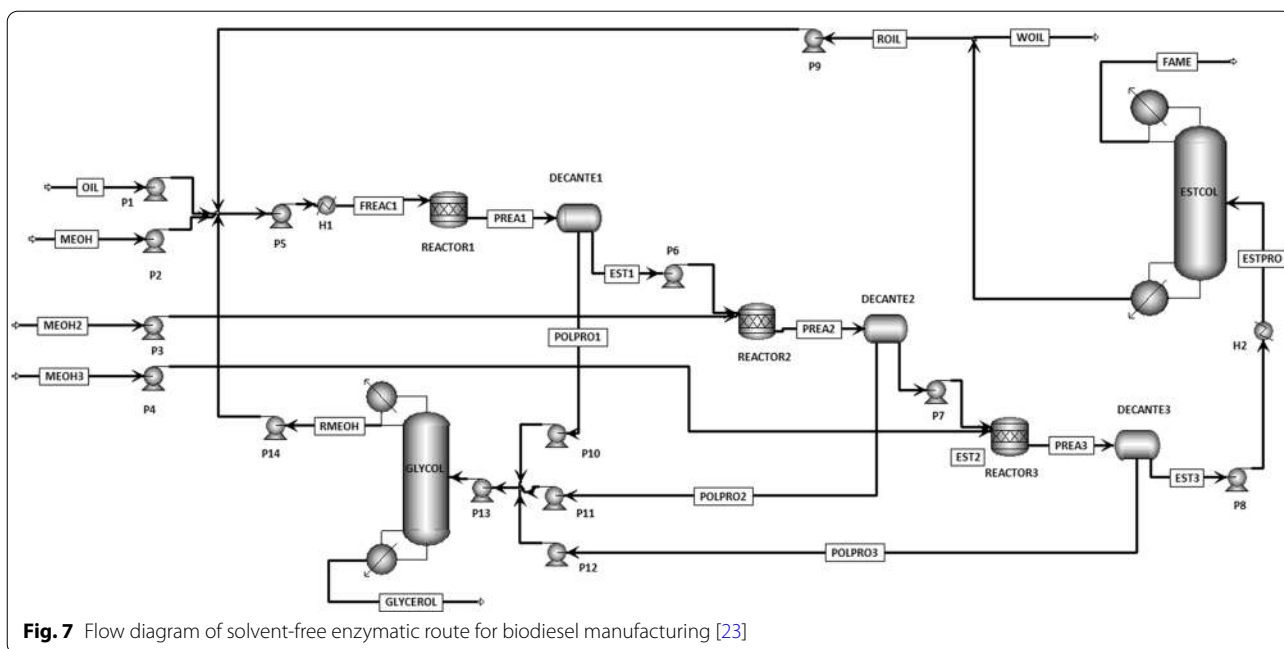 P9
ROIL
WOIL
FAME
OIL
P1
DECANTE1
ESTCOL
MEOH
P2
P5
H1
FREAC1
REACTOR1
PREA1
EST1
P6
ESTPRO
MEOH2
P3
POLPRO1
REACTOR2
PREA2
DECANTE2
H2
MEOH3
P4
P7
DECANTE3
P14
RMEOH
GLYCOL
P10
EST2
REACTOR3
PREA3
EST3
P8
P13
P11
POLPRO2
P12
POLPRO3
GLYCEROL
Fig. 7 Flow diagram of solvent-free enzymatic route for biodiesel manufacturing [23]